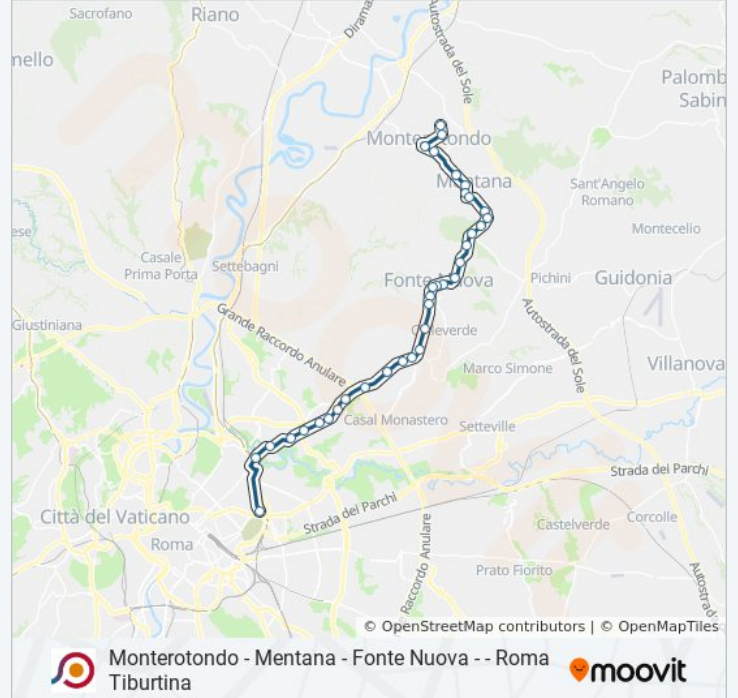 Sacrofano
Riano
Autostrada del Sole
Palomb
Sabin
Monterotondo
Mentana
Sant'Angelo
Romano
Montecelio
Casale
Prima Porta
Settebagni
Fonte Nuova
Pichini
Guidonia
Giustiniana
Grande Raccordo Anulare
Colleverde
Autostrada del Sole
Marco Simone
Villanova
Casal Monastero
Setteville
Strada dei Parchi
Città del Vaticano
Strada dei Parchi
Castelverde
Corcolle
Roma
Raccordo Anulare
Prato Fiorito
© OpenStreetMap contributors | © OpenMapTiles
Monterotondo - Mentana - Fonte Nuova - - Roma
Tiburtina
moovit